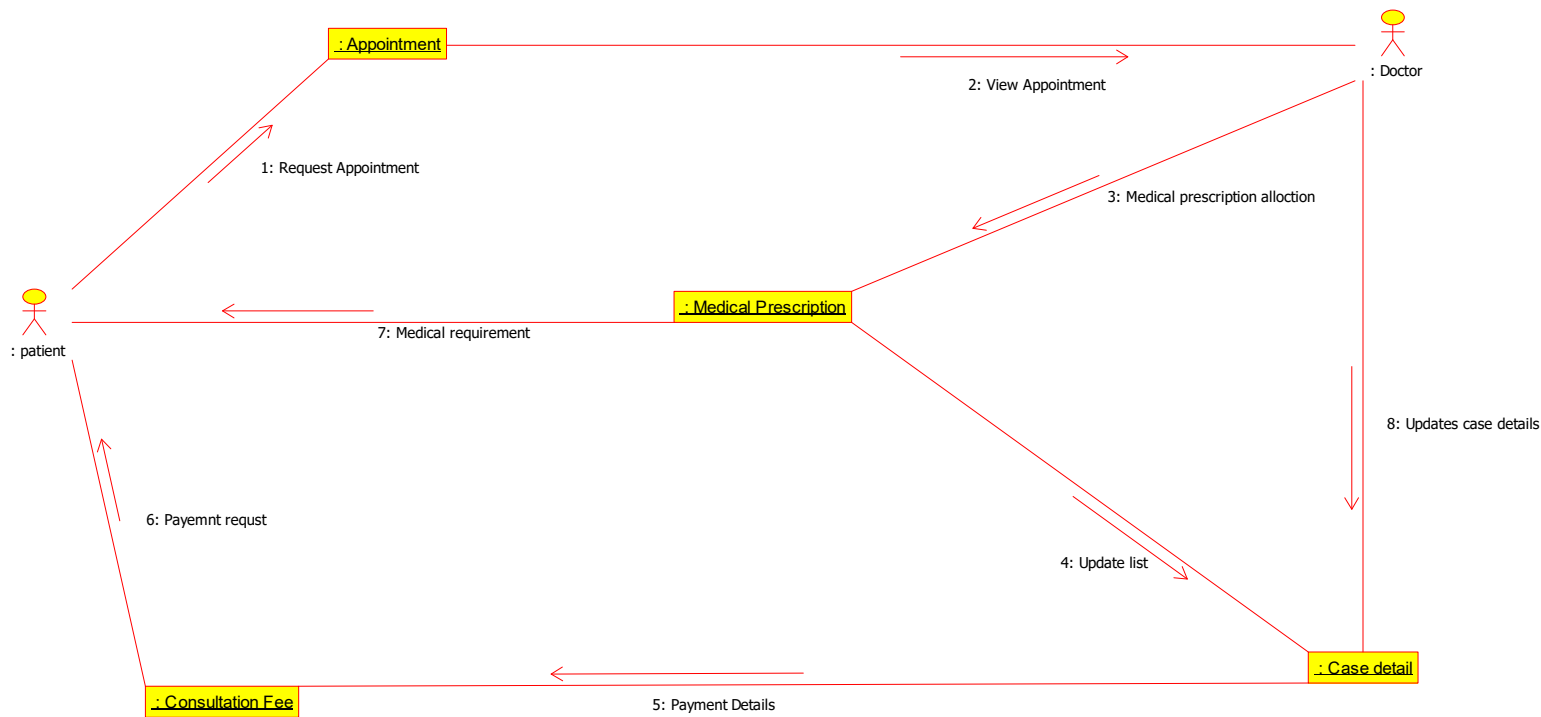 : Appointment
: Doctor
2: View Appointment
1: Request Appointment
3: Medical prescription alloction
: Medical Prescription
7: Medical requirement
: patient
8: Updates case details
6: Payemnt requst
4: Update list
: Case detail
: Consultation Fee
5: Payment Details